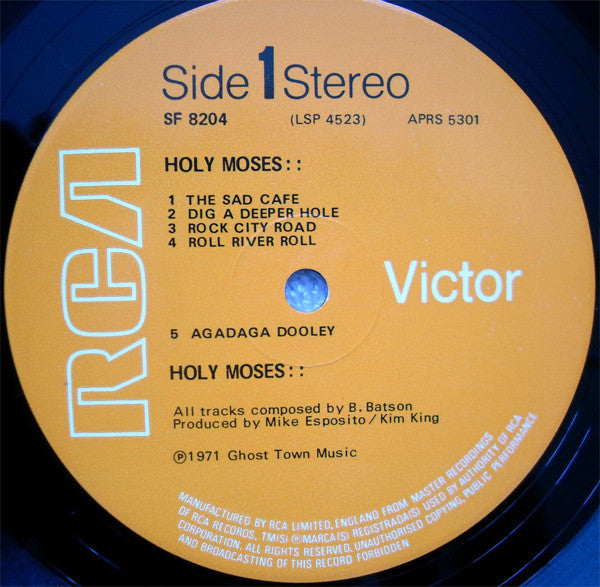 Side 1 Stereo
SF 8204 (LSP 4523) APRS 5301
HOLY MOSES : :
1 THE SAD CAFE
2 DIG A DEEPER HOLE
3 ROCK CITY ROAD
4 ROLL RIVER ROLL
RCA
Victor
5 AGADAGA DOOLEY
HOLY MOSES : :
All tracks composed by B. Batson
Produced by Mike Esposito / Kim King
℗1971 Ghost Town Music
MANUFACTURED BY RCA LIMITED, ENGLAND FROM MASTER RECORDINGS
OF RCA RECORDS, TM(S) ® MARCA(S) REGISTRADA(S) USED BY AUTHORITY OF RCA
CORPORATION. ALL RIGHTS RESERVED. UNAUTHORISED COPYING, PUBLIC PERFORMANCE
AND BROADCASTING OF THIS RECORD FORBIDDEN